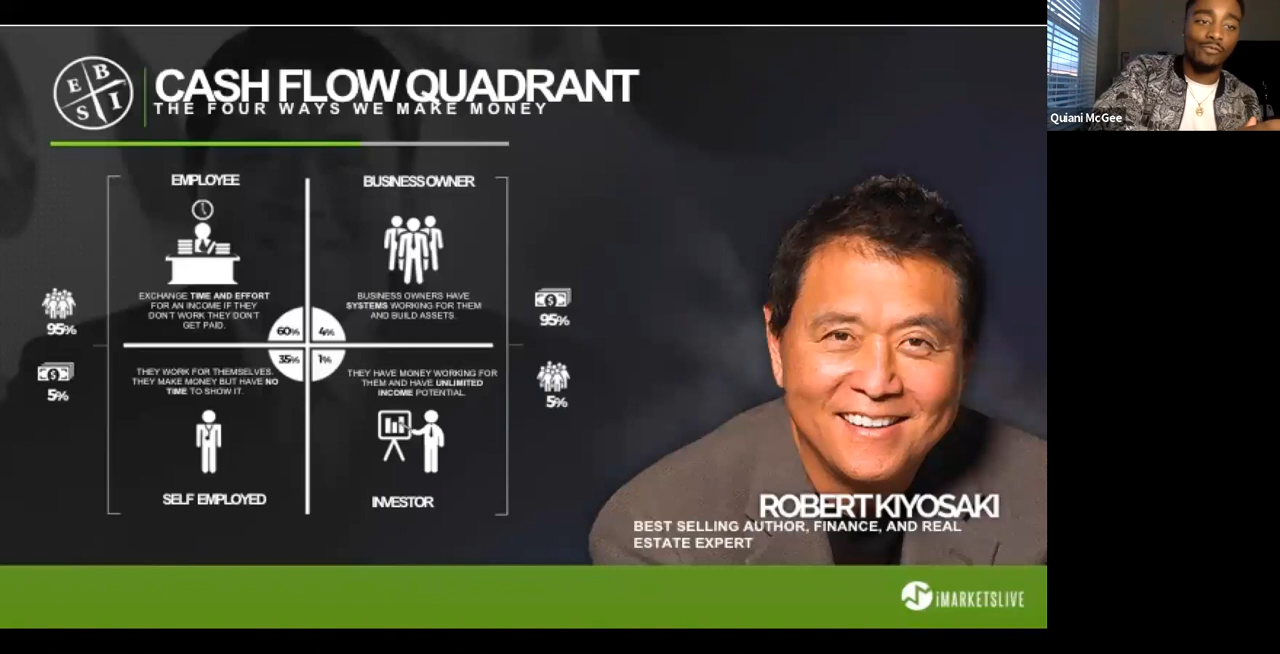 E B
S I
CASH FLOW QUADRANT
THE FOUR WAYS WE MAKE MONEY
EMPLOYEE
EXCHANGE TIME AND EFFORT
FOR AN INCOME IF THEY
DON'T WORK THEY DON'T
GET PAID.
BUSINESS OWNER
BUSINESS OWNERS HAVE
SYSTEMS WORKING FOR THEM
AND BUILD ASSETS.
95%
5%
60%
4%
35%
1%
$
95%
$
5%
THEY WORK FOR THEMSELVES.
THEY MAKE MONEY BUT HAVE NO
TIME TO SHOW IT.
SELF EMPLOYED
THEY HAVE MONEY WORKING FOR
THEM AND HAVE UNLIMITED
INCOME POTENTIAL.
INVESTOR
ROBERT KIYOSAKI
BEST SELLING AUTHOR, FINANCE, AND REAL
ESTATE EXPERT
iMARKETSLIVE
Quiani McGee